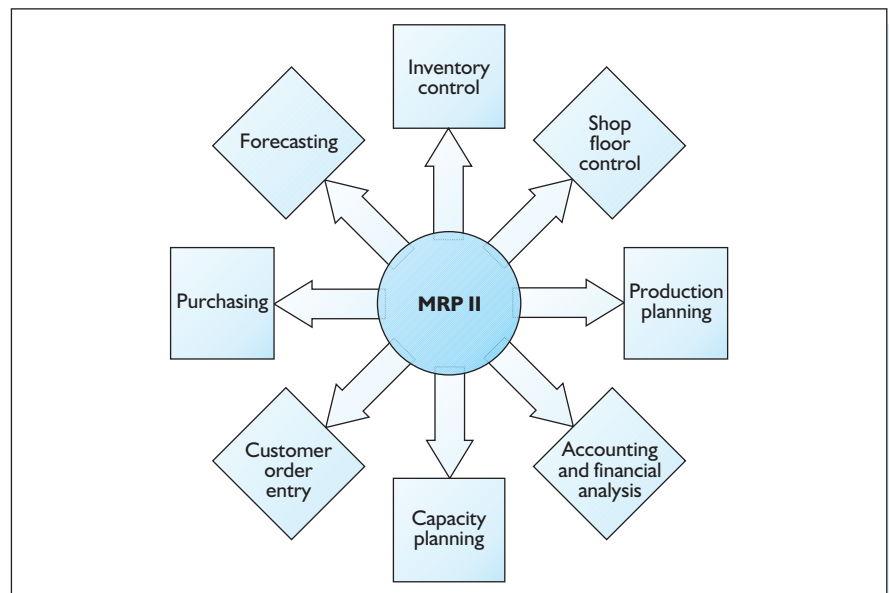 Inventory
control
Forecasting
Shop
floor
control
Purchasing
MRP II
Production
planning
Customer
order
entry
Accounting
and financial
analysis
Capacity
planning